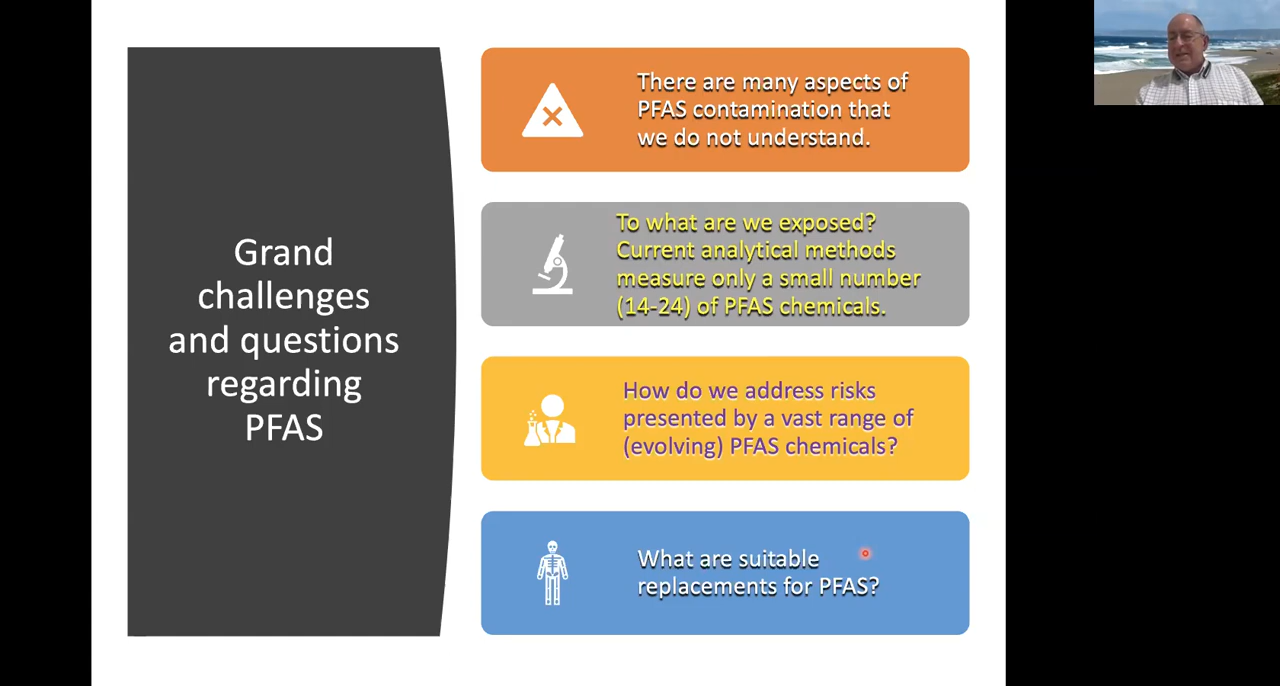 Grand
challenges
and questions
regarding
PFAS
There are many aspects of
PFAS contamination that
we do not understand.
To what are we exposed?
Current analytical methods
measure only a small number
(14-24) of PFAS chemicals.
How do we address risks
presented by a vast range of
(evolving) PFAS chemicals?
What are suitable
replacements for PFAS?